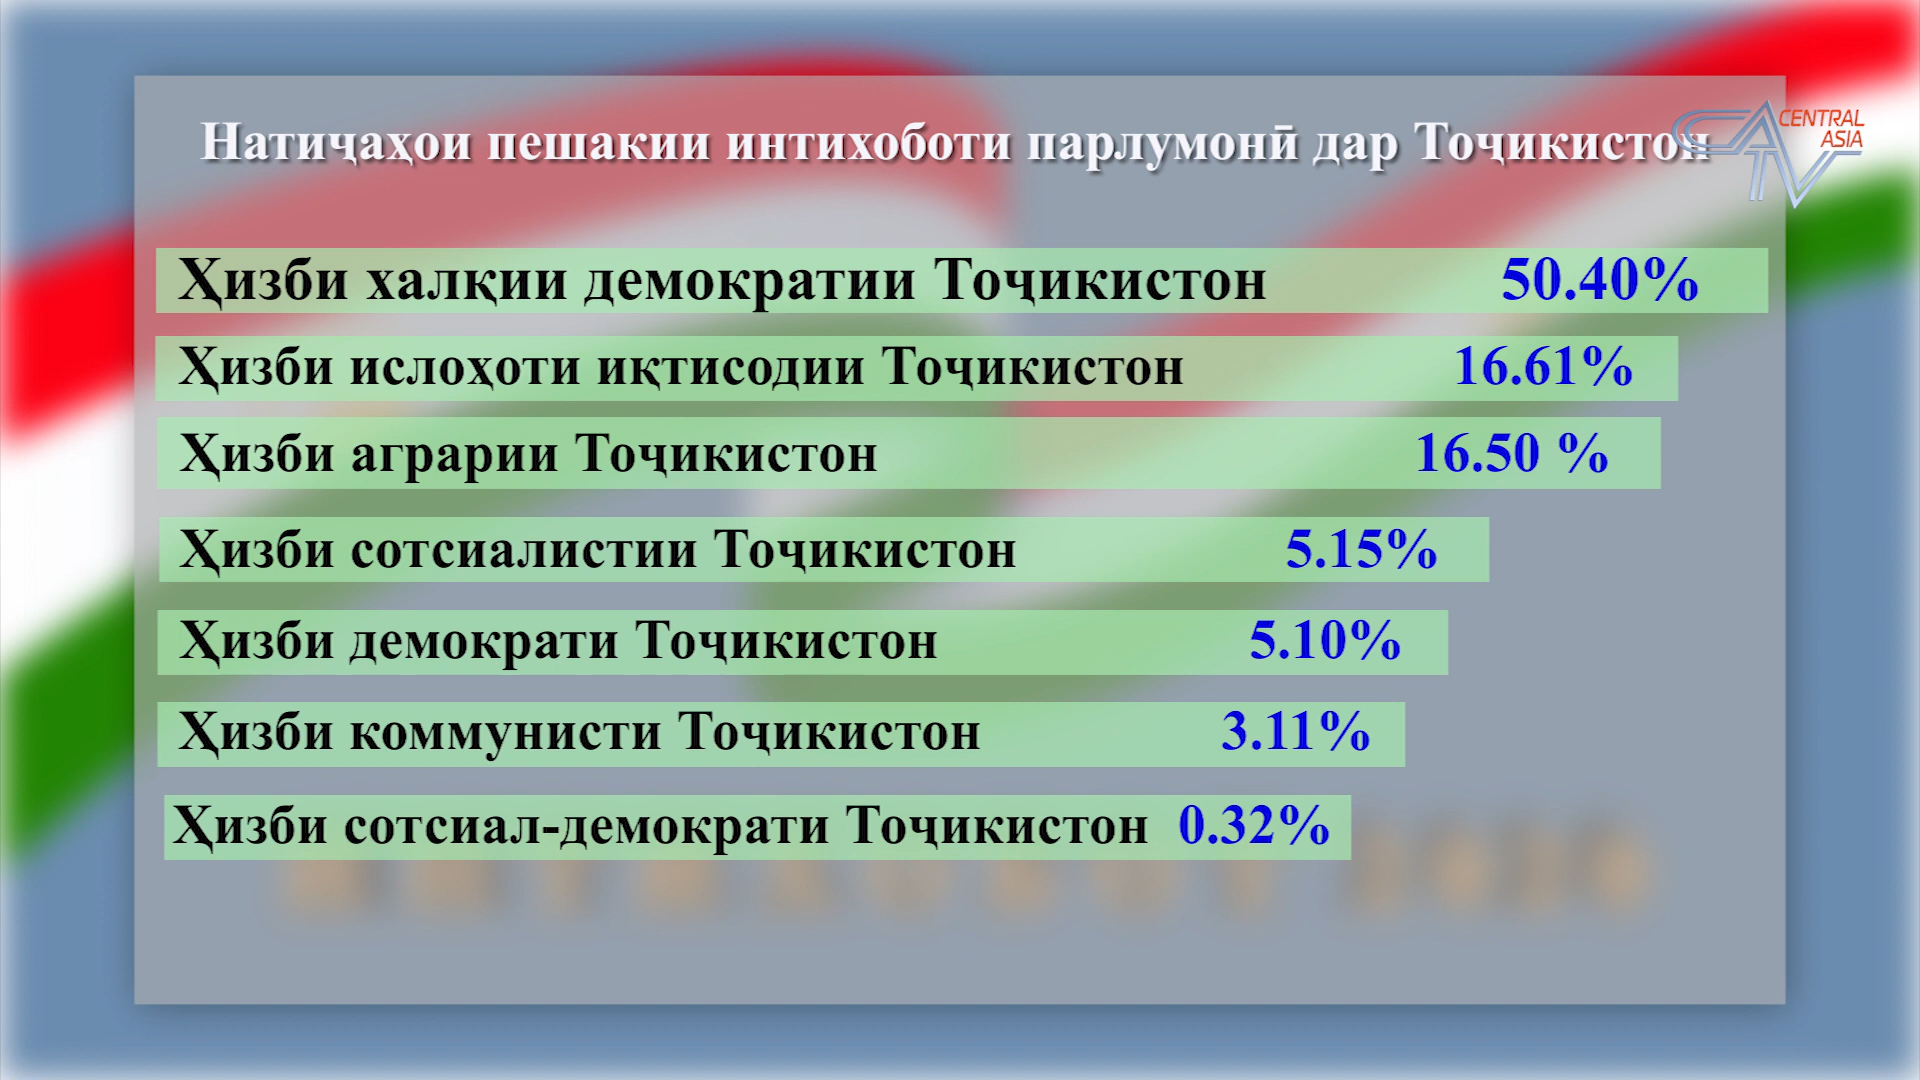 Натиҷаҳои пешакии интихоботи парлумонӣ дар Тоҷикистон
CENTRAL
ASIA
CATV
Ҳизби халқии демократии Тоҷикистон 50.40%
Ҳизби ислоҳоти иқтисодии Тоҷикистон 16.61%
Ҳизби аграрии Тоҷикистон 16.50 %
Ҳизби сотсиалистии Тоҷикистон 5.15%
Ҳизби демократи Тоҷикистон 5.10%
Ҳизби коммунисти Тоҷикистон 3.11%
Ҳизби сотсиал-демократи Тоҷикистон 0.32%